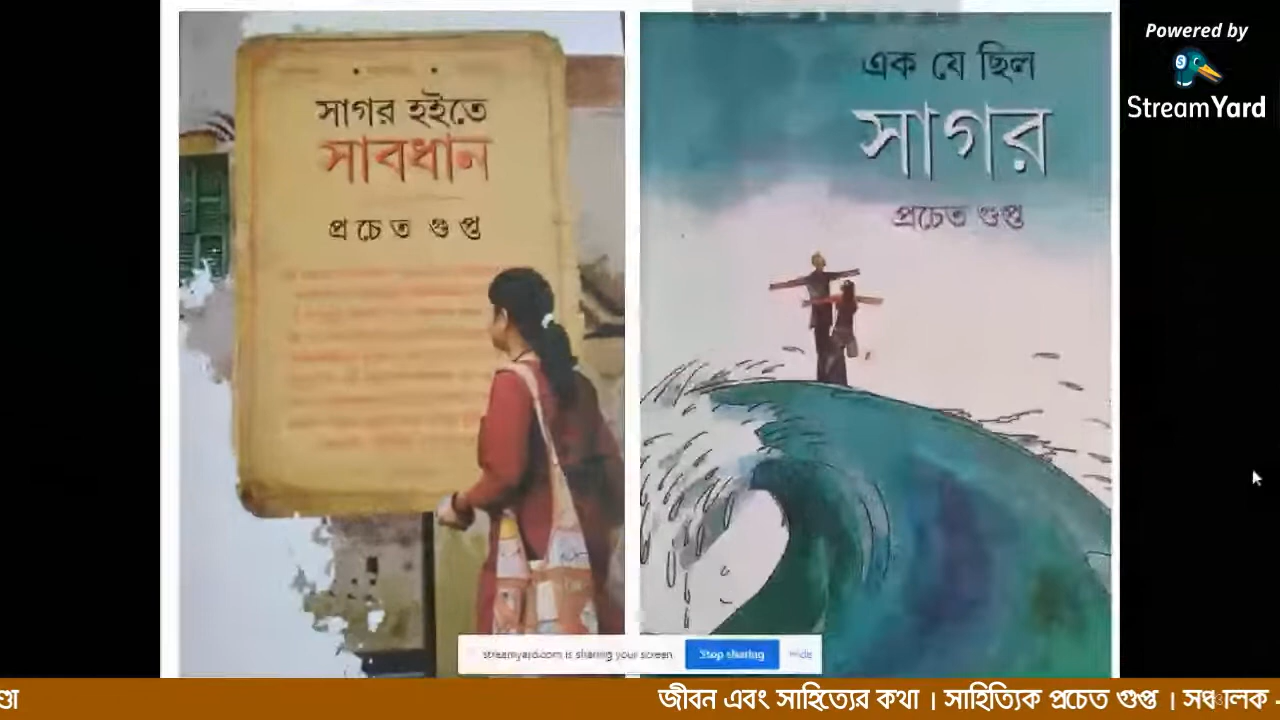 সাগর হইতে
সাবধান
প্রচেত গুপ্ত
এক যে ছিল
সাগর
প্রচেত গুপ্ত
Powered by
StreamYard
streamyard.com is sharing your screen.
Stop sharing
Hide
জীবন এবং সাহিত্যের কথা । সাহিত্যিক প্রচেত গুপ্ত ।